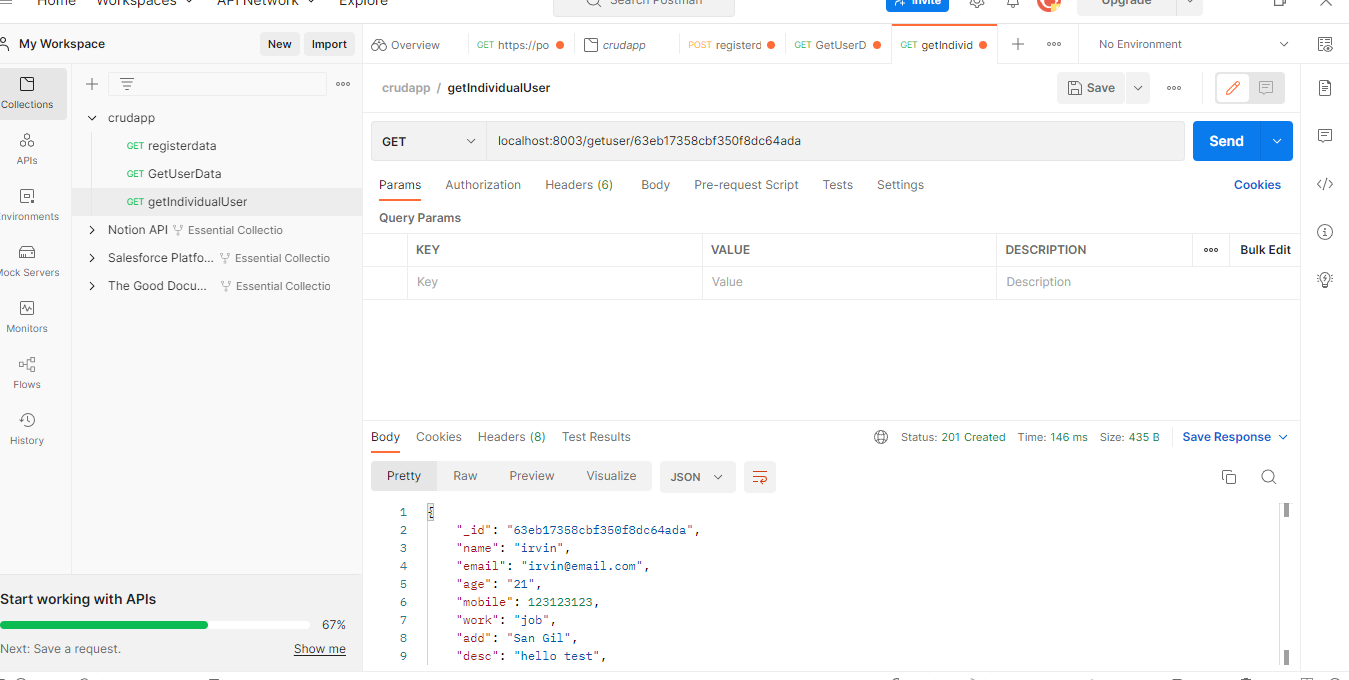 Home Workspaces API Network Explore Search Postman Invite Upgrade
My Workspace New Import Overview GET https://po crudapp POST registerd GET GetUserD GET getIndivid No Environment
crudapp / getIndividualUser Save
Collections
crudapp
GET registerdata
GET GetUserData
GET getIndividualUser
Notion API Essential Collectio
Salesforce Platfo... Essential Collectio
The Good Docu... Essential Collectio
APIs
nvironments
Mock Servers
Monitors
Flows
History
GET localhost:8003/getuser/63eb17358cbf350f8dc64ada Send
Params Authorization Headers (6) Body Pre-request Script Tests Settings Cookies
Query Params
KEY VALUE DESCRIPTION Bulk Edit
Key Value Description
Body Cookies Headers (8) Test Results Status: 201 Created Time: 146 ms Size: 435 B Save Response
Pretty Raw Preview Visualize JSON
1 {
2 "_id": "63eb17358cbf350f8dc64ada",
3 "name": "irvin",
4 "email": "irvin@email.com",
5 "age": "21",
6 "mobile": 123123123,
7 "work": "job",
8 "add": "San Gil",
9 "desc": "hello test",
Start working with APIs
67%
Next: Save a request. Show me